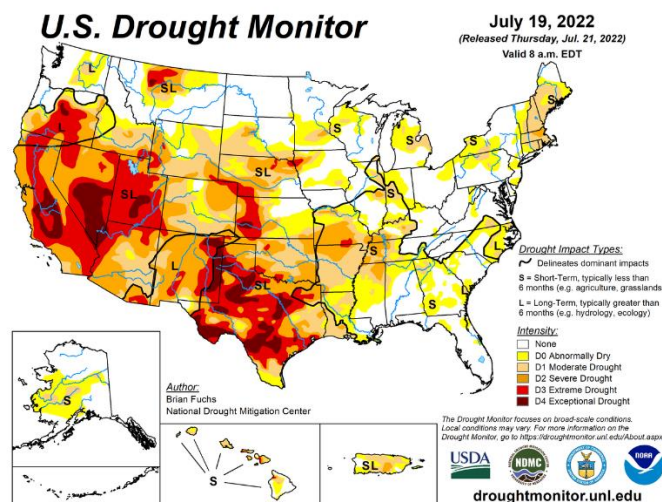 U.S. Drought Monitor
July 19, 2022
(Released Thursday, Jul. 21, 2022)
Valid 8 a.m. EDT
L
SL
S
S
S
S
L
SL
SL
S
L
S
S
L
SL
S
Drought Impact Types:
Delineates dominant impacts
S = Short-Term, typically less than
6 months (e.g. agriculture, grasslands)
L = Long-Term, typically greater than
6 months (e.g. hydrology, ecology)
Intensity:
None
D0 Abnormally Dry
D1 Moderate Drought
D2 Severe Drought
D3 Extreme Drought
D4 Exceptional Drought
S
Author:
Brian Fuchs
National Drought Mitigation Center
S
SL
The Drought Monitor focuses on broad-scale conditions.
Local conditions may vary. For more information on the
Drought Monitor, go to https://droughtmonitor.unl.edu/About.aspx
USDA
NDMC
NOAA
droughtmonitor.unl.edu